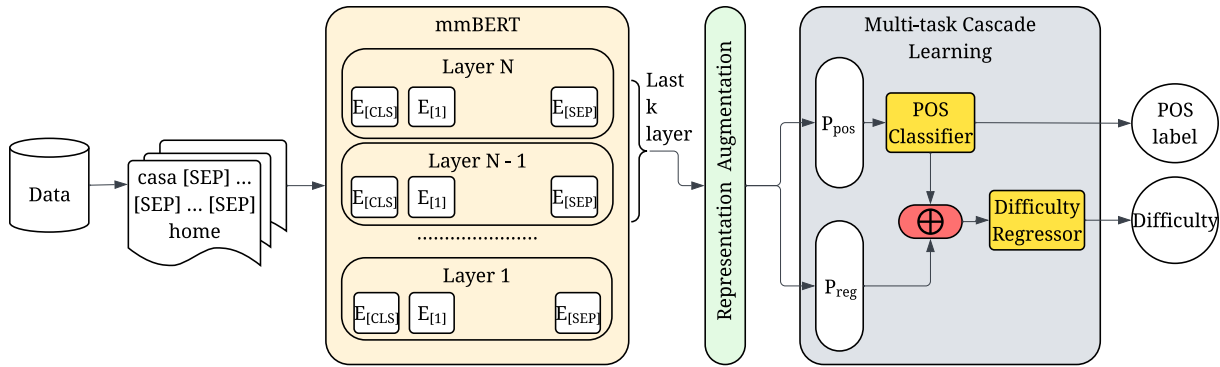 Data
casa [SEP] ...
[SEP] ... [SEP]
home
mmBERT
Layer N
E[CLS] E[1] E[SEP]
Layer N - 1
E[CLS] E[1] E[SEP]
........................
Layer 1
E[CLS] E[1] E[SEP]
Last
k
layer
Representation Augmentation
Multi-task Cascade
Learning
Ppos
POS
Classifier
Preg
Difficulty
Regressor
POS
label
Difficulty